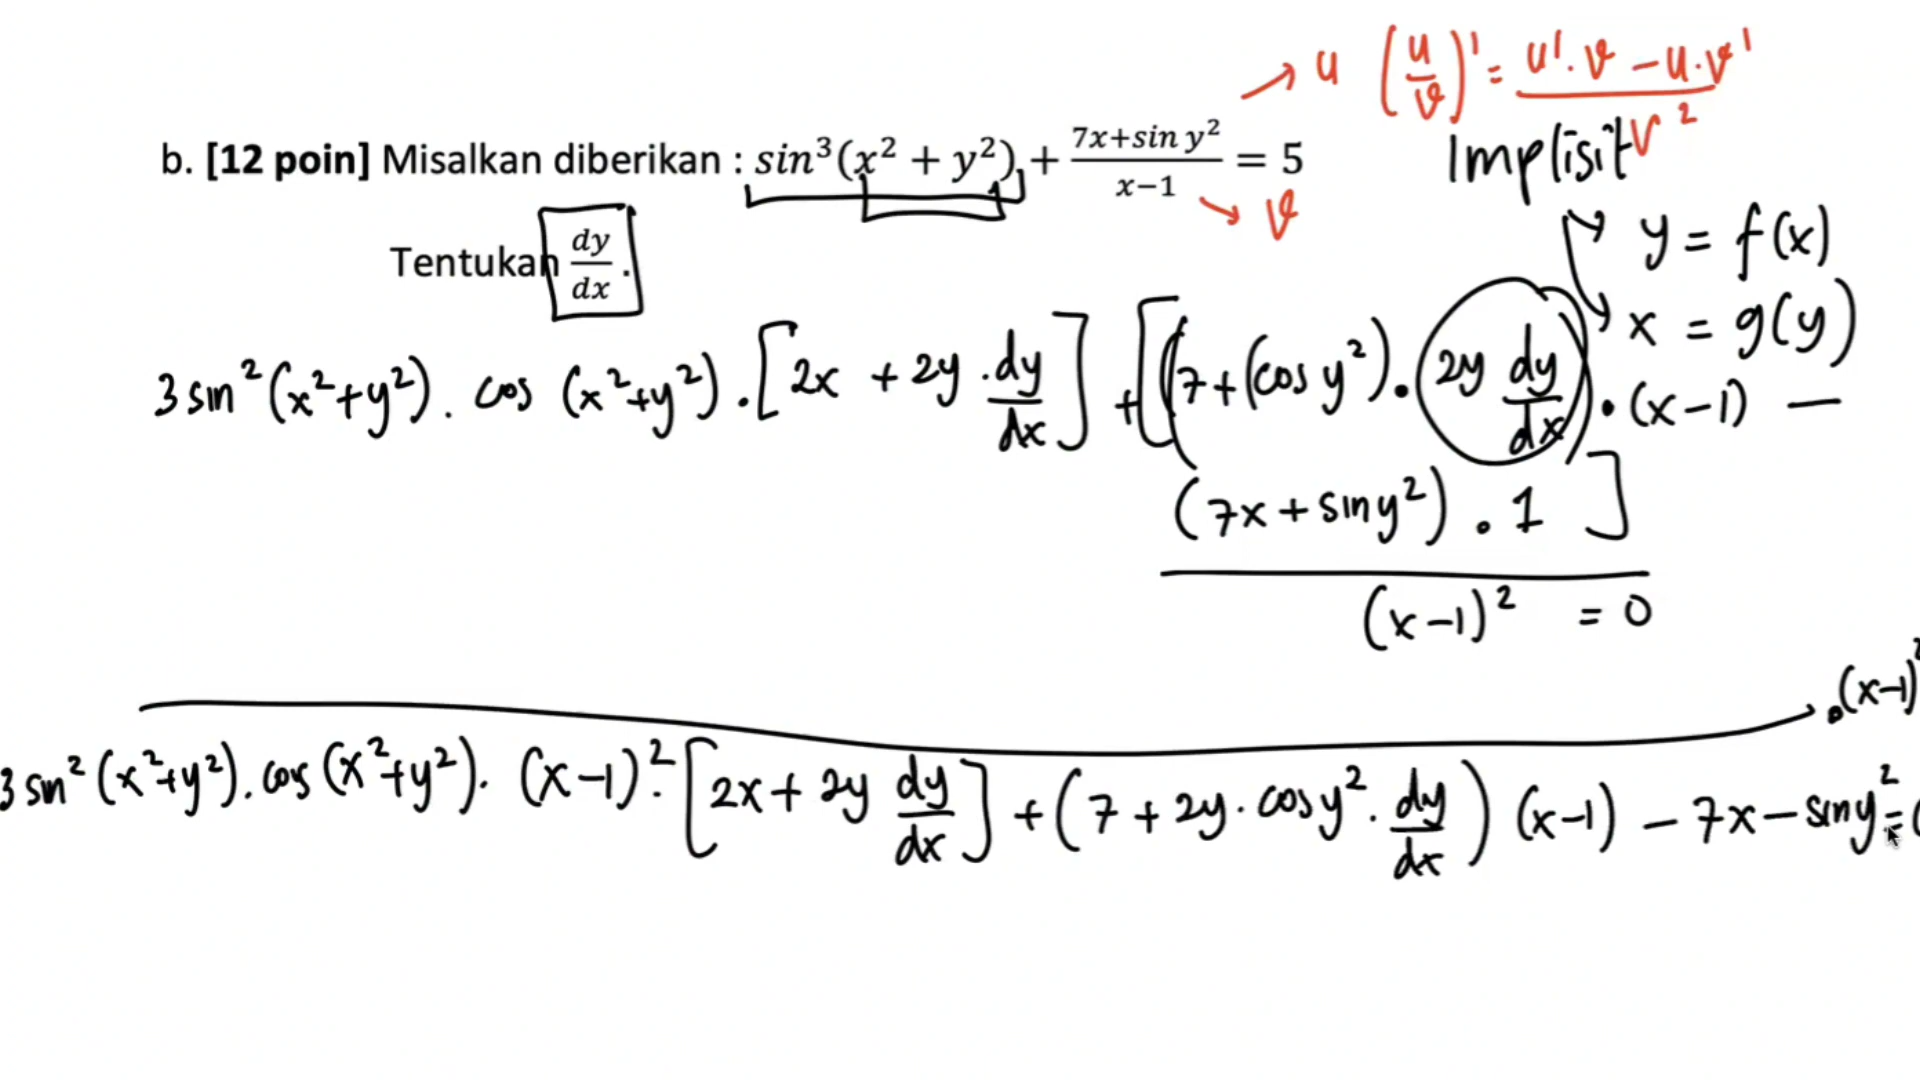 → u (u/v)' = (u'.v - u.v')/v²
b. [12 poin] Misalkan diberikan : sin³(x² + y²) + (7x+sin y²)/(x−1) = 5
→ v
Implisit
Tentukan dy/dx.
y = f(x)
x = g(y)
3 sin²(x²+y²). cos (x²+y²).[2x + 2y .dy/dx] + [(7+(cos y²). 2y dy/dx).(x-1) -
(7x + sin y²) . 1 ]
(x-1)² = 0
.(x-1)²
3 sin² (x²+y²). cos (x²+y²). (x-1)². [2x + 2y dy/dx] + (7 + 2y. cos y². dy/dx) (x-1) - 7x - sin y² =